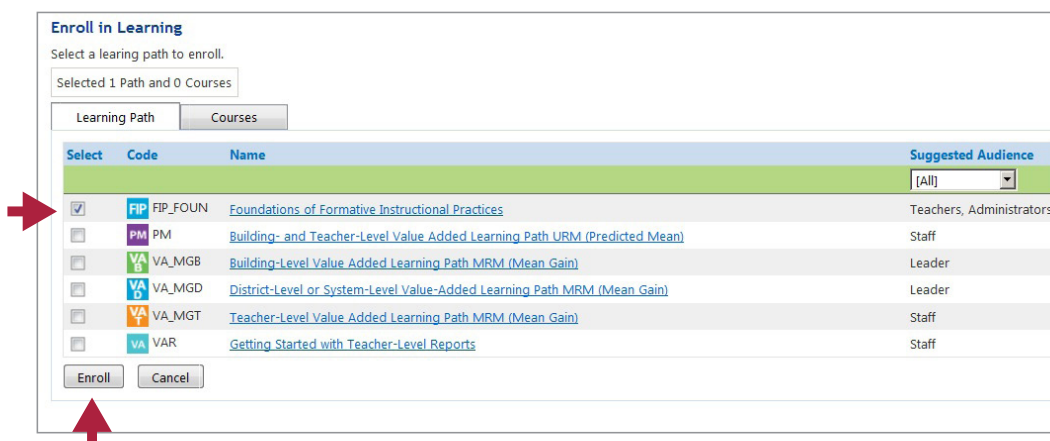 Enroll in Learning
Select a learing path to enroll.
Selected 1 Path and 0 Courses
Learning Path Courses
Select Code Name Suggested Audience
[All]
FIP FIP_FOUN Foundations of Formative Instructional Practices Teachers, Administrators
PM PM Building- and Teacher-Level Value Added Learning Path URM (Predicted Mean) Staff
VA B VA_MGB Building-Level Value Added Learning Path MRM (Mean Gain) Leader
VA D VA_MGD District-Level or System-Level Value-Added Learning Path MRM (Mean Gain) Leader
VA T VA_MGT Teacher-Level Value Added Learning Path MRM (Mean Gain) Staff
VA VAR Getting Started with Teacher-Level Reports Staff
Enroll Cancel